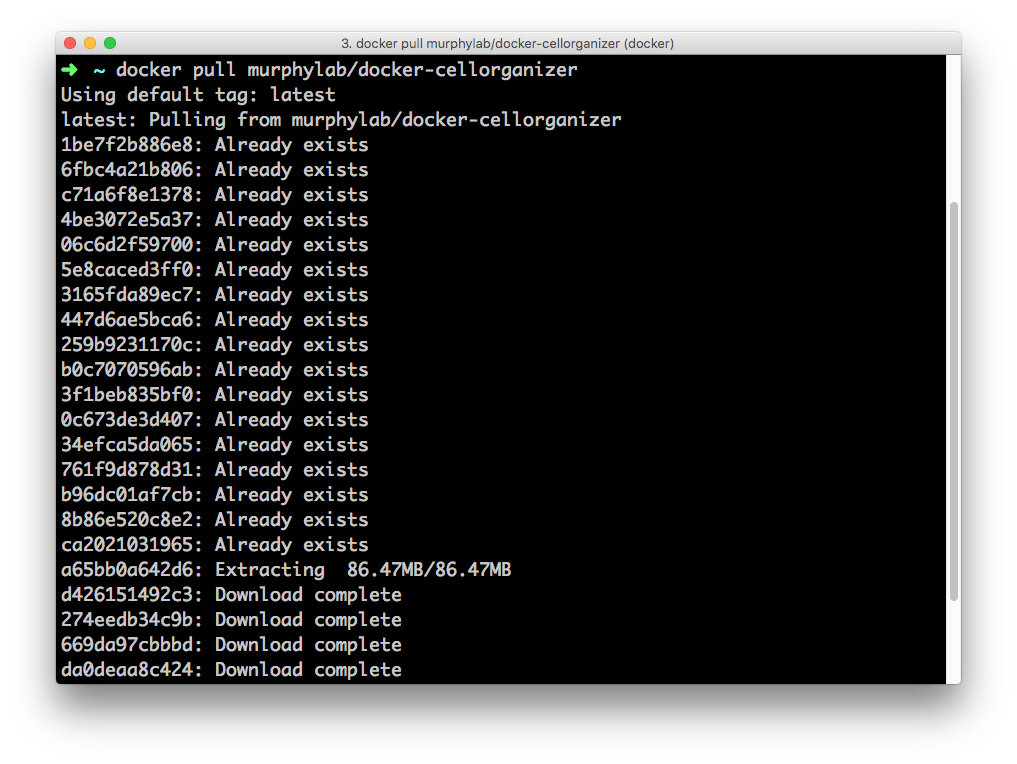 3. docker pull murphylab/docker-cellorganizer (docker)
➜ ~ docker pull murphylab/docker-cellorganizer
Using default tag: latest
latest: Pulling from murphylab/docker-cellorganizer
1be7f2b886e8: Already exists
6fbc4a21b806: Already exists
c71a6f8e1378: Already exists
4be3072e5a37: Already exists
06c6d2f59700: Already exists
5e8caced3ff0: Already exists
3165fda89ec7: Already exists
447d6ae5bca6: Already exists
259b9231170c: Already exists
b0c7070596ab: Already exists
3f1beb835bf0: Already exists
0c673de3d407: Already exists
34efca5da065: Already exists
761f9d878d31: Already exists
b96dc01af7cb: Already exists
8b86e520c8e2: Already exists
ca2021031965: Already exists
a65bb0a642d6: Extracting  86.47MB/86.47MB
d426151492c3: Download complete
274eedb34c9b: Download complete
669da97cbbbd: Download complete
da0deaa8c424: Download complete